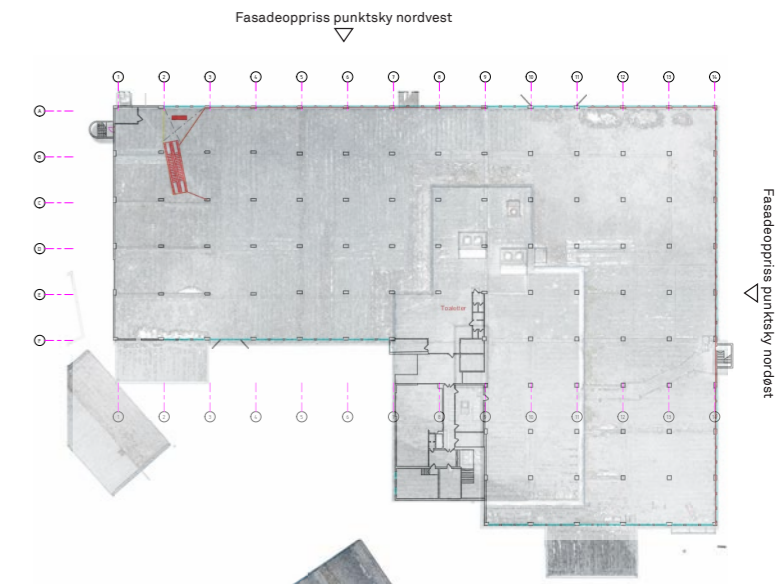 Fasadeoppriss punktsky nordvest
1 2 3 4 5 6 7 8 9 10 11 12 13 14
A
B
C
D
E
F
Toaletter
Fasadeoppriss punktsky nordøst
1 2 3 4 5 6 7 8 9 10 11 12 13 14